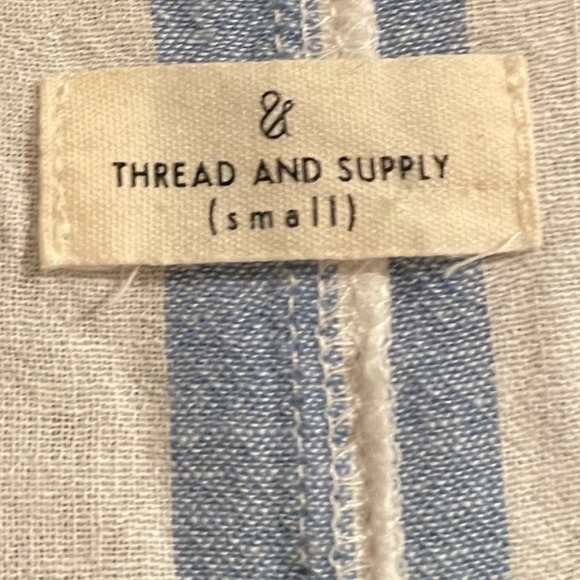 &
THREAD AND SUPPLY
(small)